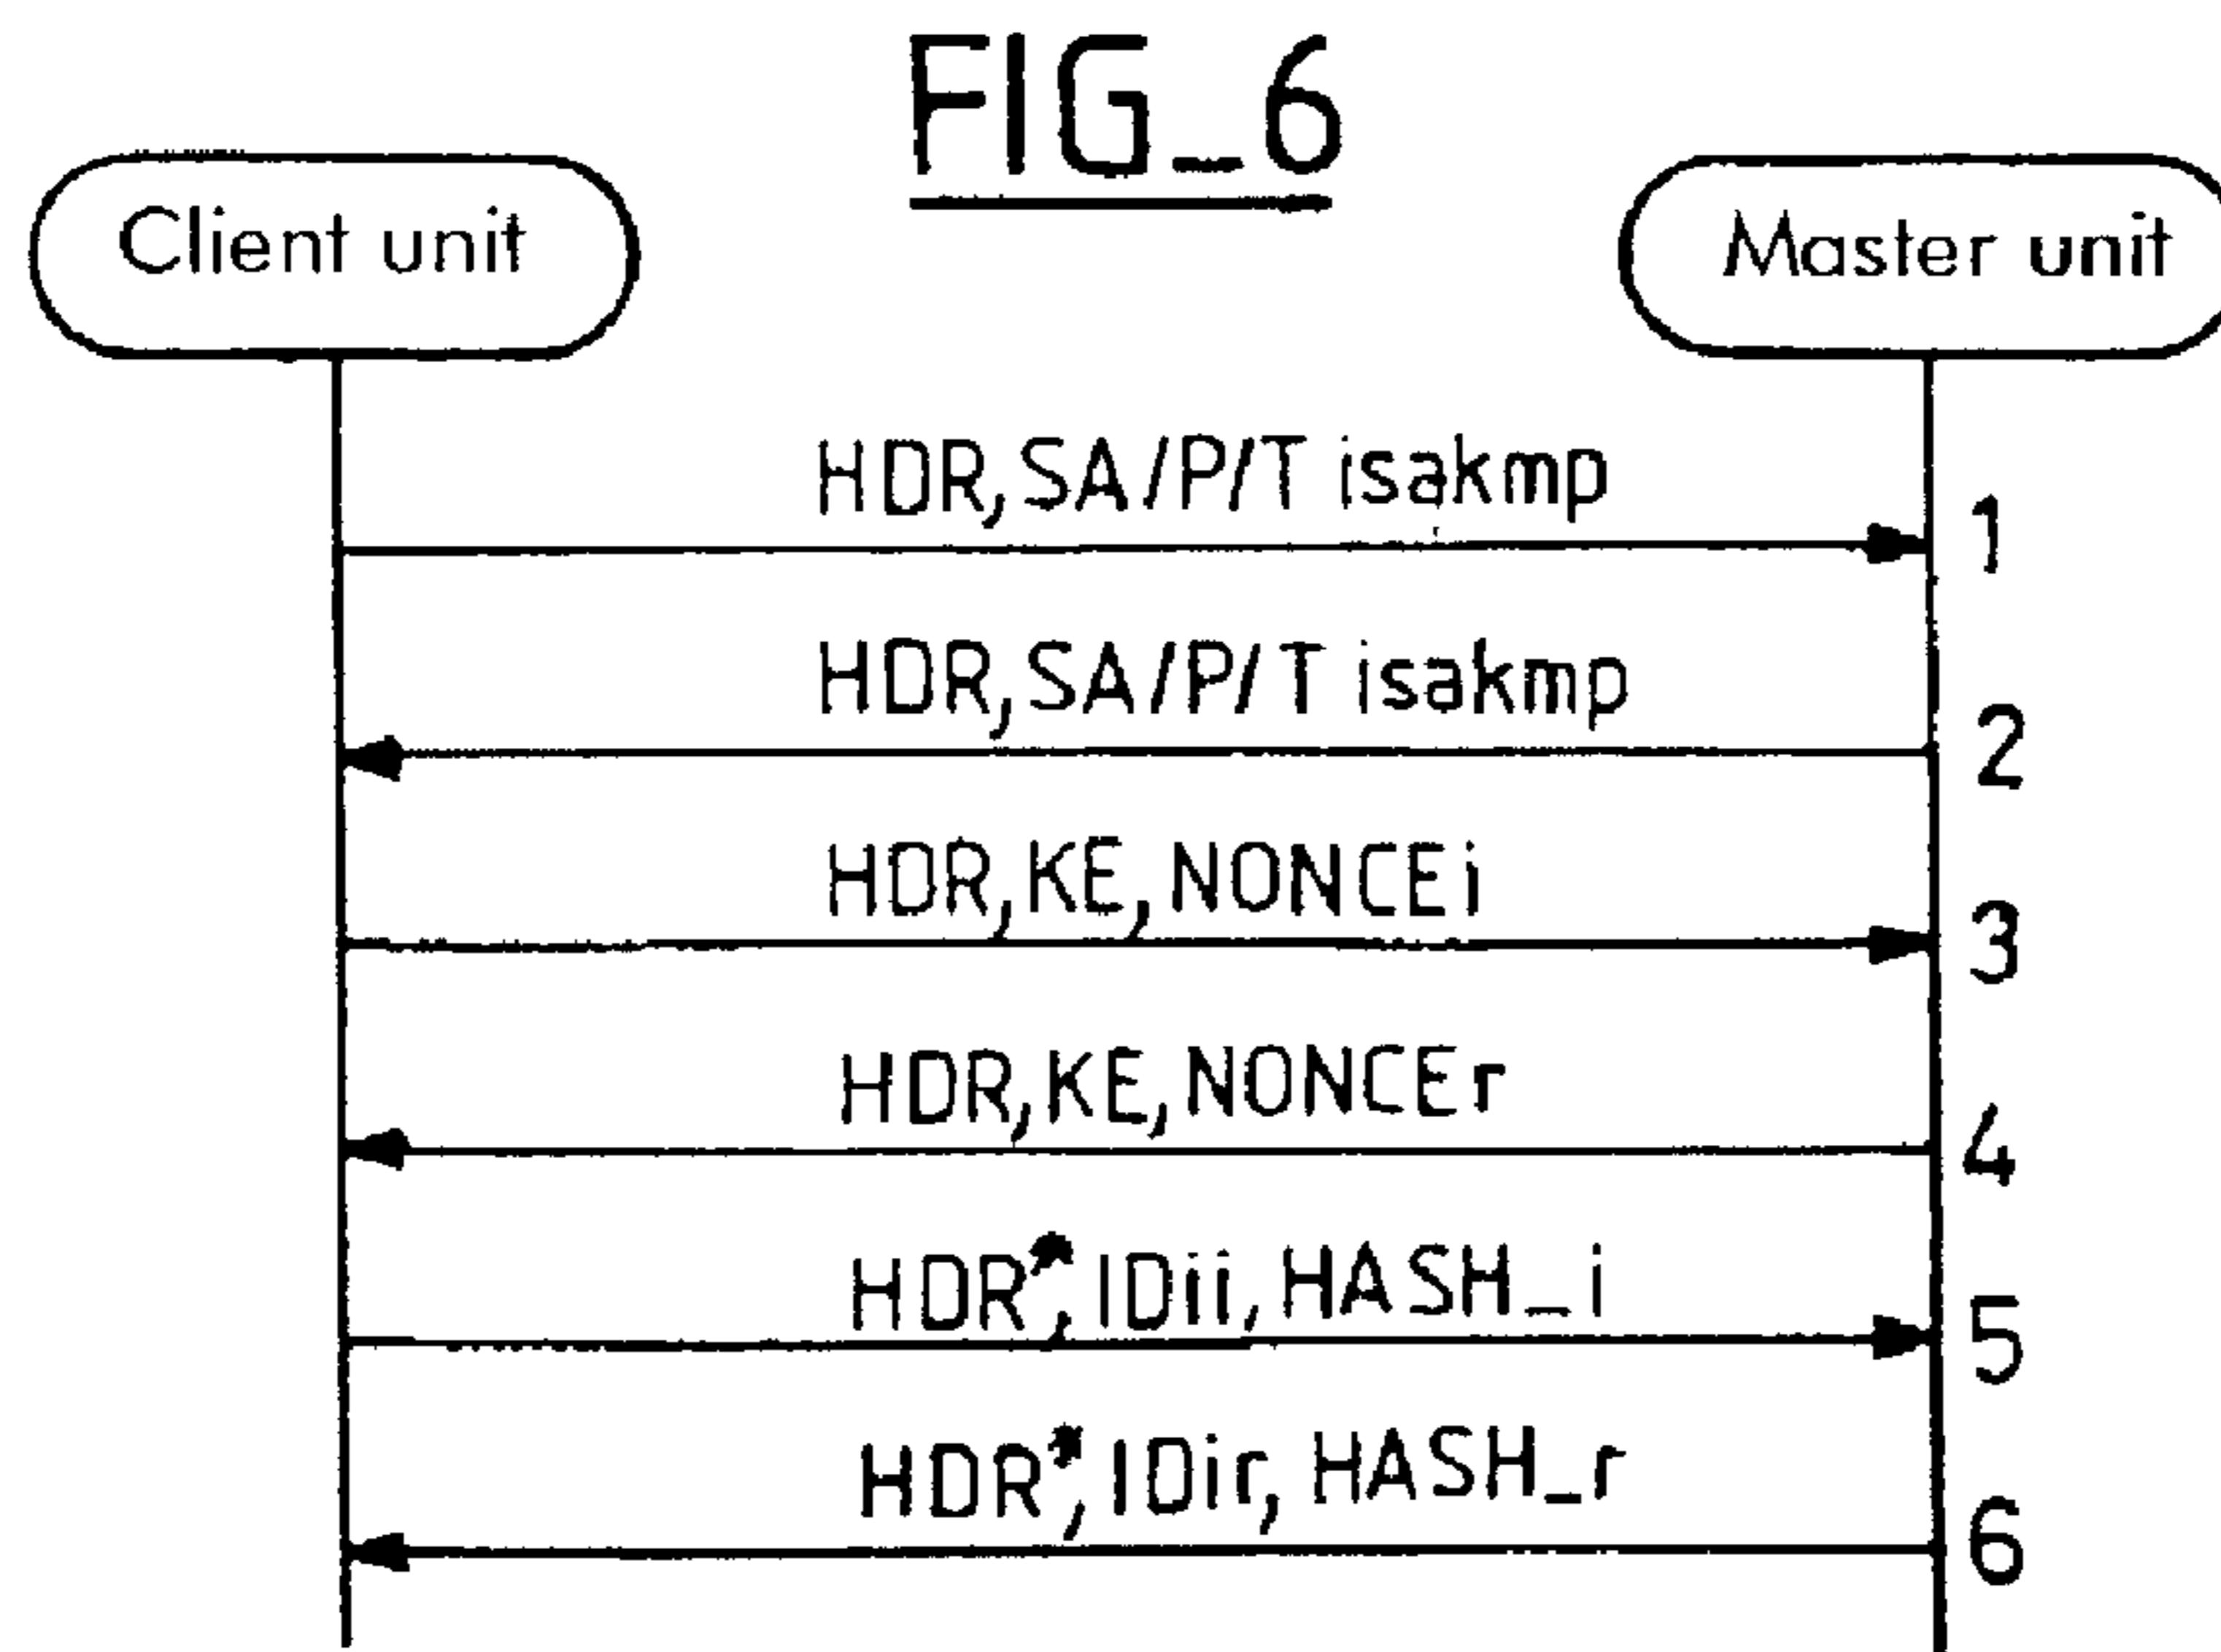 FIG_6
Client unit
Master unit
HDR,SA/P/T isakmp
1
HDR,SA/P/T isakmp
2
HDR,KE,NONCEi
3
HDR,KE,NONCEr
4
HDR*,IDii,HASH_i
5
HDR*,IDir,HASH_r
6